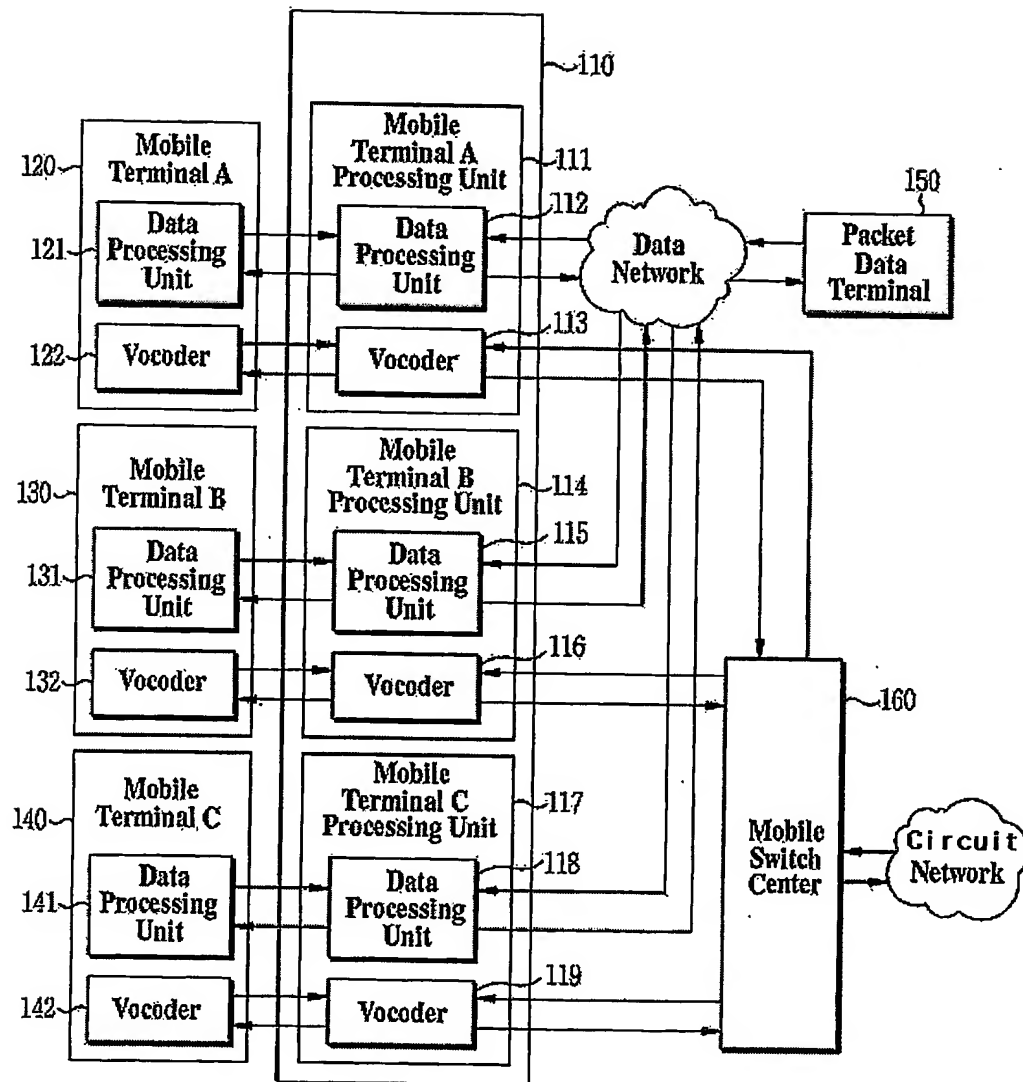 110
120
Mobile
Terminal A
121
Data
Processing
Unit
122
Vocoder
Mobile
Terminal A
Processing Unit
111
112
Data
Processing
Unit
113
Vocoder
Data
Network
150
Packet
Data
Terminal
130
Mobile
Terminal B
131
Data
Processing
Unit
132
Vocoder
Mobile
Terminal B
Processing Unit
114
115
Data
Processing
Unit
116
Vocoder
140
Mobile
Terminal C
141
Data
Processing
Unit
142
Vocoder
Mobile
Terminal C
Processing Unit
117
118
Data
Processing
Unit
119
Vocoder
160
Mobile
Switch
Center
Circuit
Network